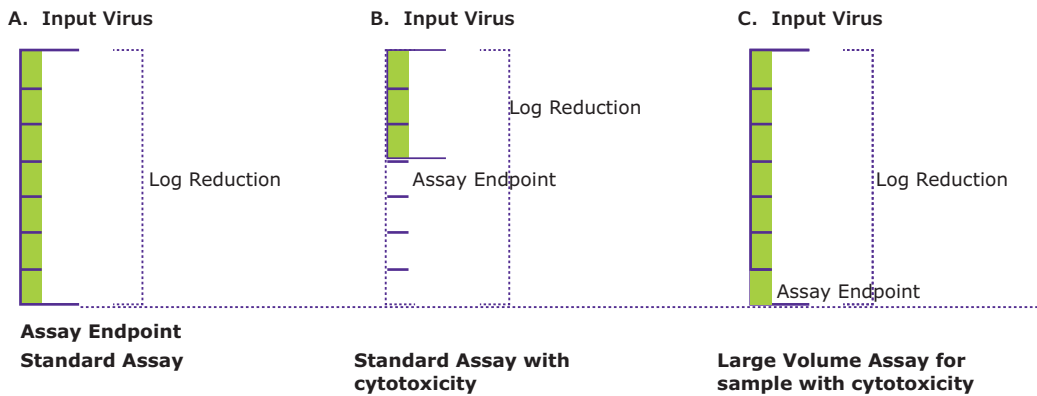 A. Input Virus
Log Reduction
Assay Endpoint
Standard Assay
B. Input Virus
Log Reduction
Assay Endpoint
Standard Assay with
cytotoxicity
C. Input Virus
Log Reduction
Assay Endpoint
Large Volume Assay for
sample with cytotoxicity